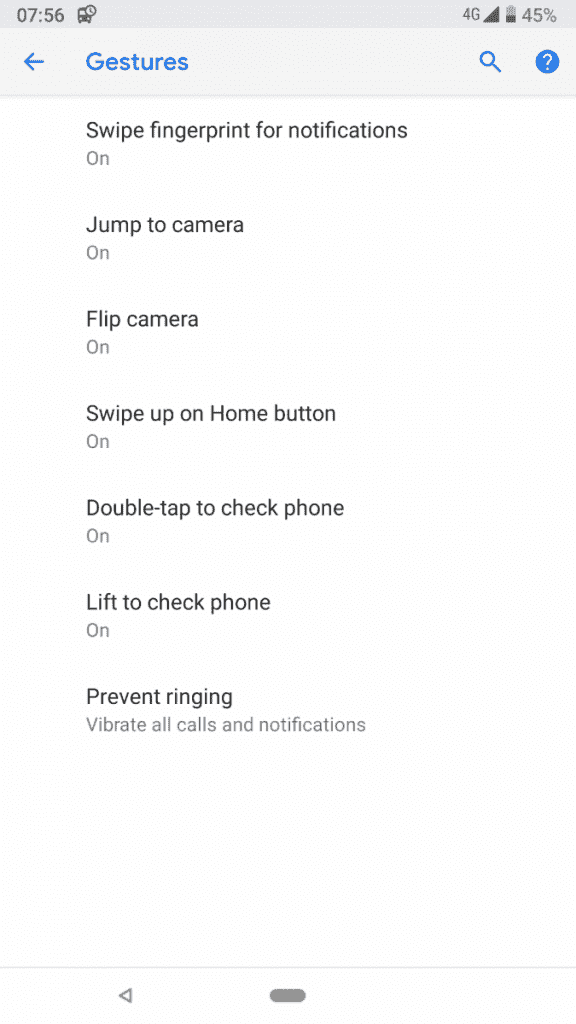 07:56 4G 45%
Gestures
Swipe fingerprint for notifications
On
Jump to camera
On
Flip camera
On
Swipe up on Home button
On
Double-tap to check phone
On
Lift to check phone
On
Prevent ringing
Vibrate all calls and notifications